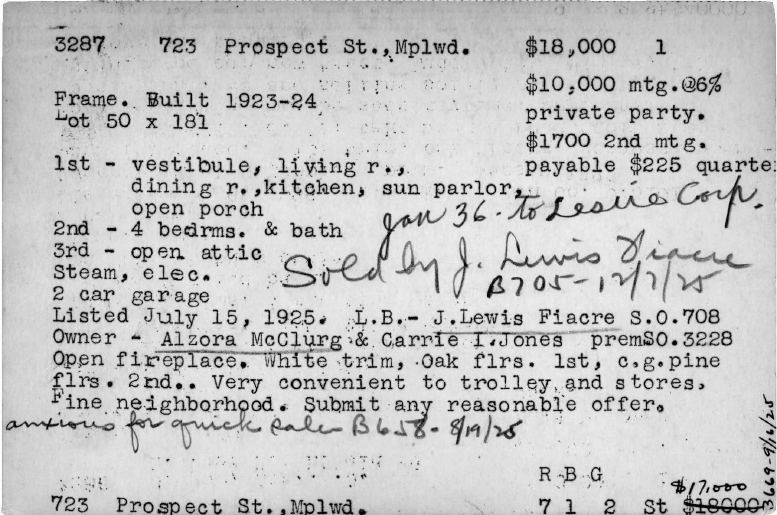 3287 723 Prospect St.,Mplwd. $18,000 1
$10,000 mtg.@6%
Frame. Built 1923-24
private party.
Lot 50 x 181
$1700 2nd mtg.
1st - vestibule, living r., payable $225 quarte
dining r.,kitchen, sun parlor,
open porch
Jan 36. to Leslie Corp.
2nd - 4 bedrms. & bath
3rd - open attic
Sold by J. Lewis Fiacre
Steam, elec.
B705-12/7/25
2 car garage
Listed July 15, 1925. L.B.- J.Lewis Fiacre S.O.708
Owner - Alzora McClurg & Carrie I.Jones premSO.3228
Open fireplace. White trim, Oak flrs. 1st, c.g.pine
flrs. 2nd.. Very convenient to trolley and stores.
Fine neighborhood. Submit any reasonable offer.
anxious for quick sale B658-8/19/25
R B G
$17,000
723 Prospect St.,Mplwd. 7 1 2 St $18000
3669-9/16/25